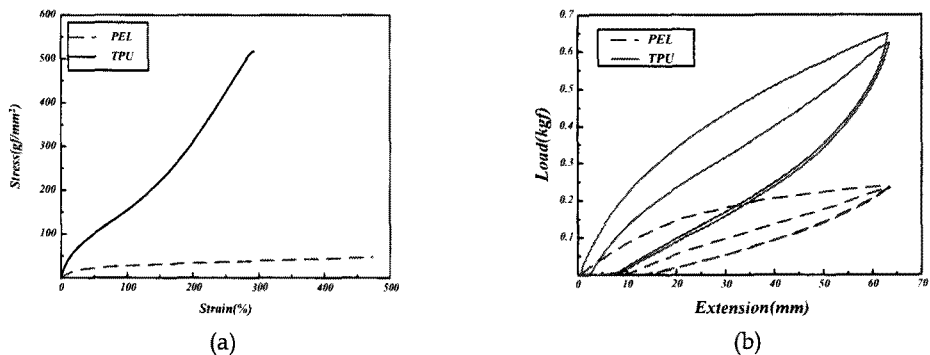 600
500
400
300
200
100
0
100
200
300
400
500
Stress(gf/mm²)
Strain(%)
PEL
TPU
(a)
0.7
0.6
0.5
0.4
0.3
0.2
0.1
0
10
20
30
40
50
60
70
Load(kgf)
Extension(mm)
PEL
TPU
(b)